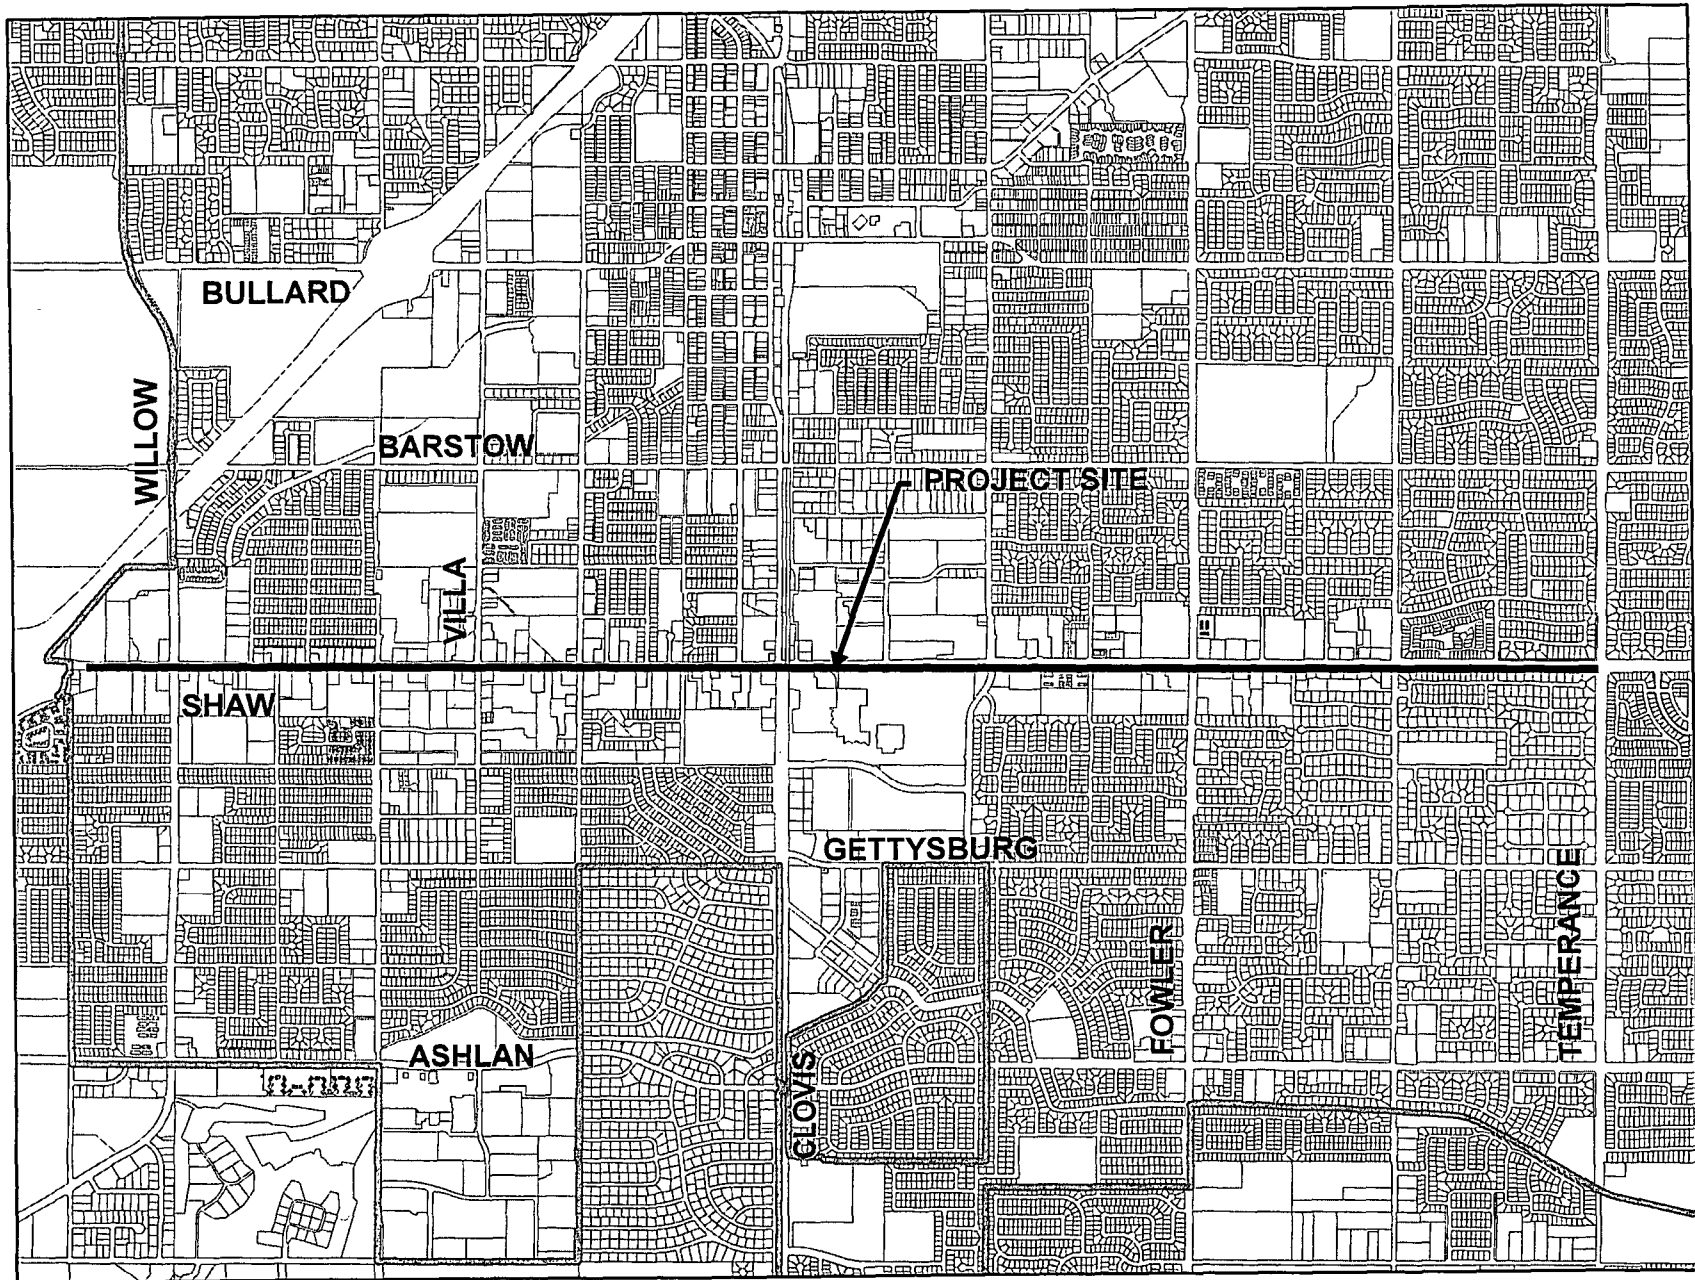 BULLARD
WILLOW
BARSTOW
PROJECT SITE
VILLA
SHAW
GETTYSBURG
TEMPERANCE
FOWLER
ASHLAN
CLOVIS